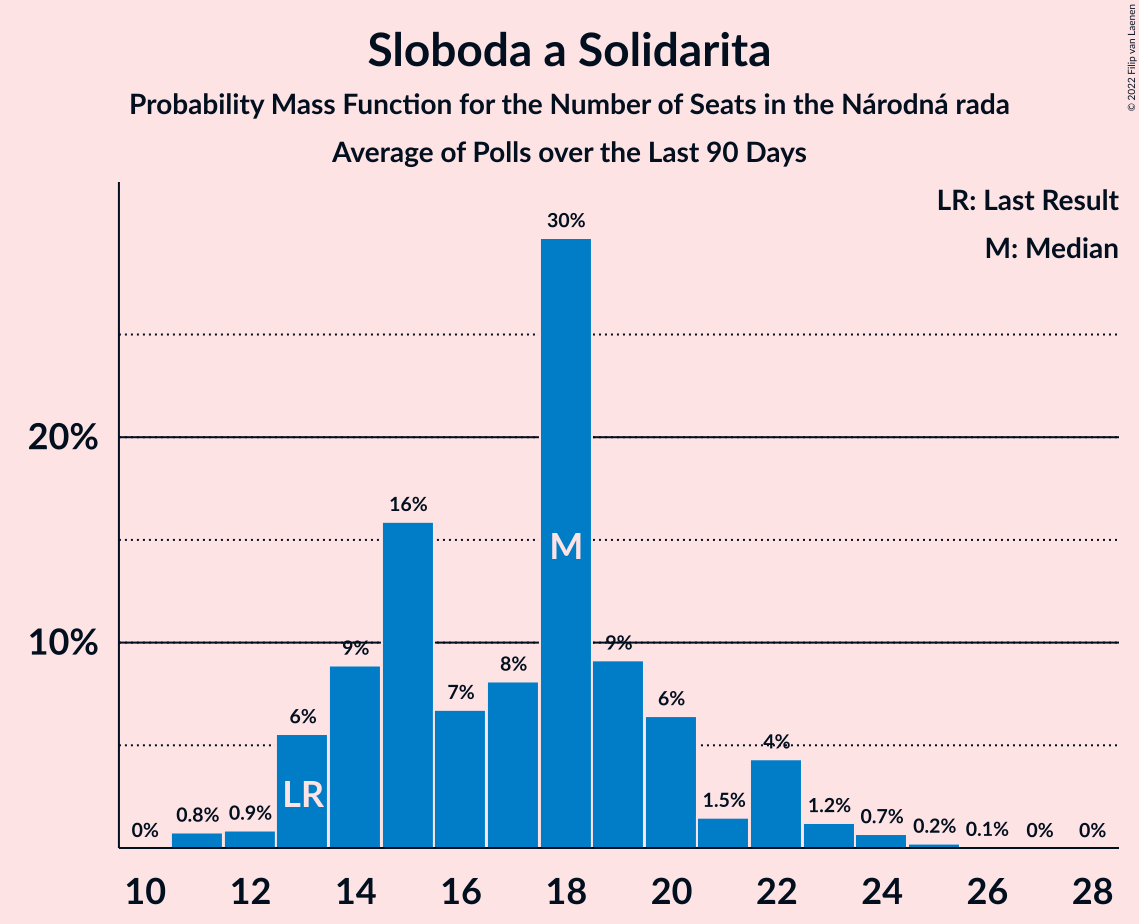 Sloboda a Solidarita
Probability Mass Function for the Number of Seats in the Národná rada
Average of Polls over the Last 90 Days
© 2022 Filip van Laenen
LR: Last Result
M: Median
20%
10%
0%
0.8%
0.9%
6%
9%
16%
7%
8%
30%
9%
6%
1.5%
4%
1.2%
0.7%
0.2%
0.1%
0%
0%
LR
M
10 12 14 16 18 20 22 24 26 28